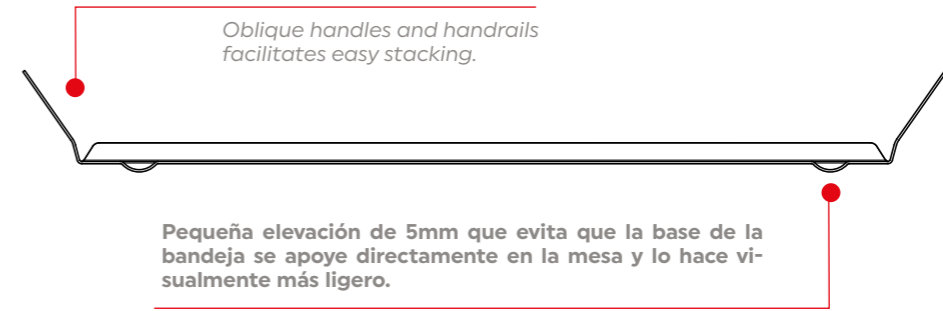 Oblique handles and handrails
facilitates easy stacking.
Pequeña elevación de 5mm que evita que la base de la
bandeja se apoye directamente en la mesa y lo hace vi-
sualmente más ligero.